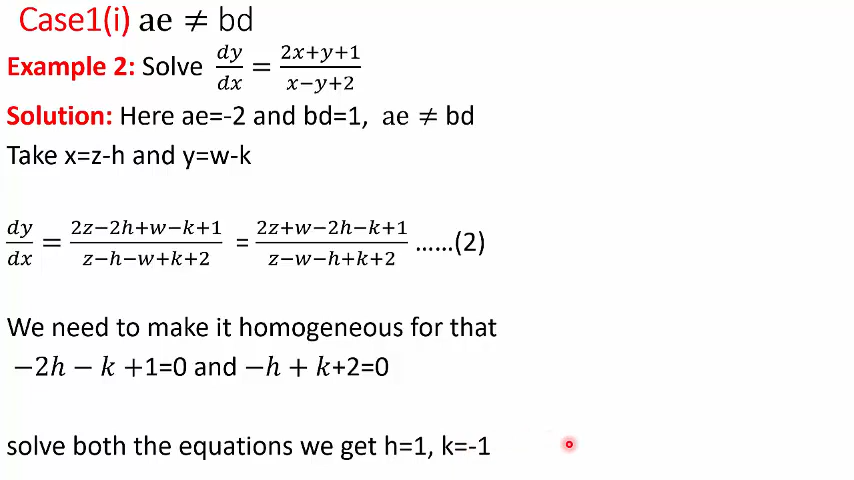 Case1(i) ae ≠ bd
Example 2: Solve dy/dx = 2x+y+1/x−y+2
Solution: Here ae=-2 and bd=1, ae ≠ bd
Take x=z-h and y=w-k
dy/dx = 2z−2h+w−k+1/z−h−w+k+2 = 2z+w−2h−k+1/z−w−h+k+2 ……(2)
We need to make it homogeneous for that
−2h − k +1=0 and −h + k+2=0
solve both the equations we get h=1, k=-1